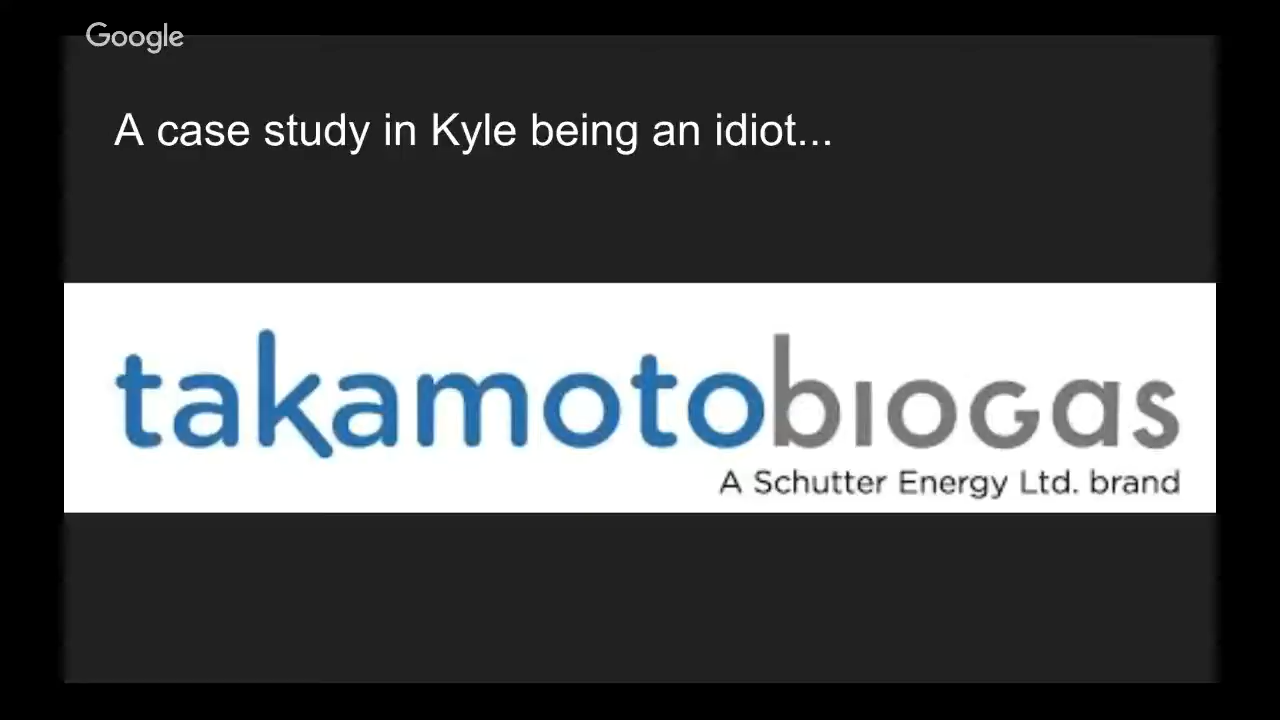 Google
A case study in Kyle being an idiot...
takamotobiogas
A Schutter Energy Ltd. brand